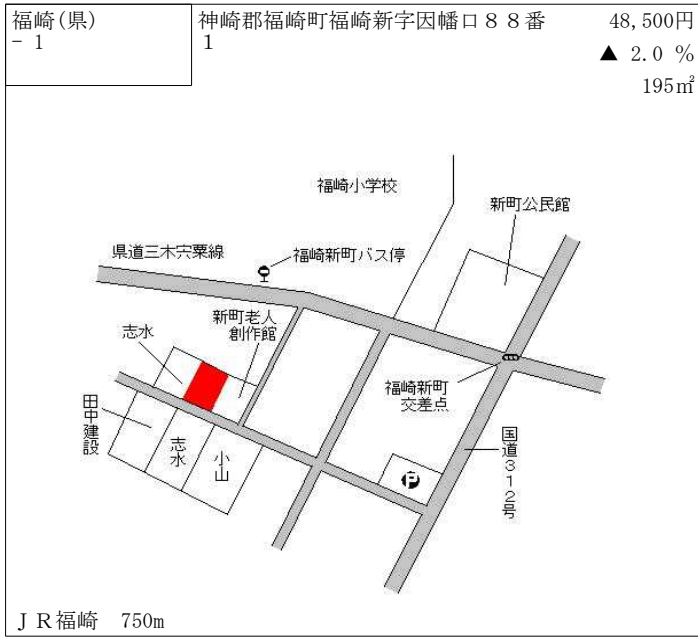 福崎(県)
- 1
神崎郡福崎町福崎新字因幡口８８番
1
48,500円
▲ 2.0 %
195㎡
福崎小学校
新町公民館
県道三木宍粟線
福崎新町バス停
新町老人
創作館
志水
福崎新町
交差点
田中建設
志水
小山
国道３１２号
P
ＪＲ福崎 750m